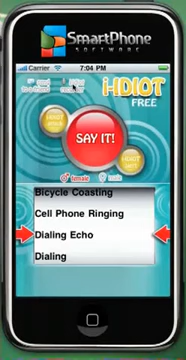 SmartPhone
SOFTWARE
Carrier 7:04 PM
i-IDIOT
FREE
SAY IT!
female male
Bicycle Coasting
Cell Phone Ringing
Dialing Echo
Dialing